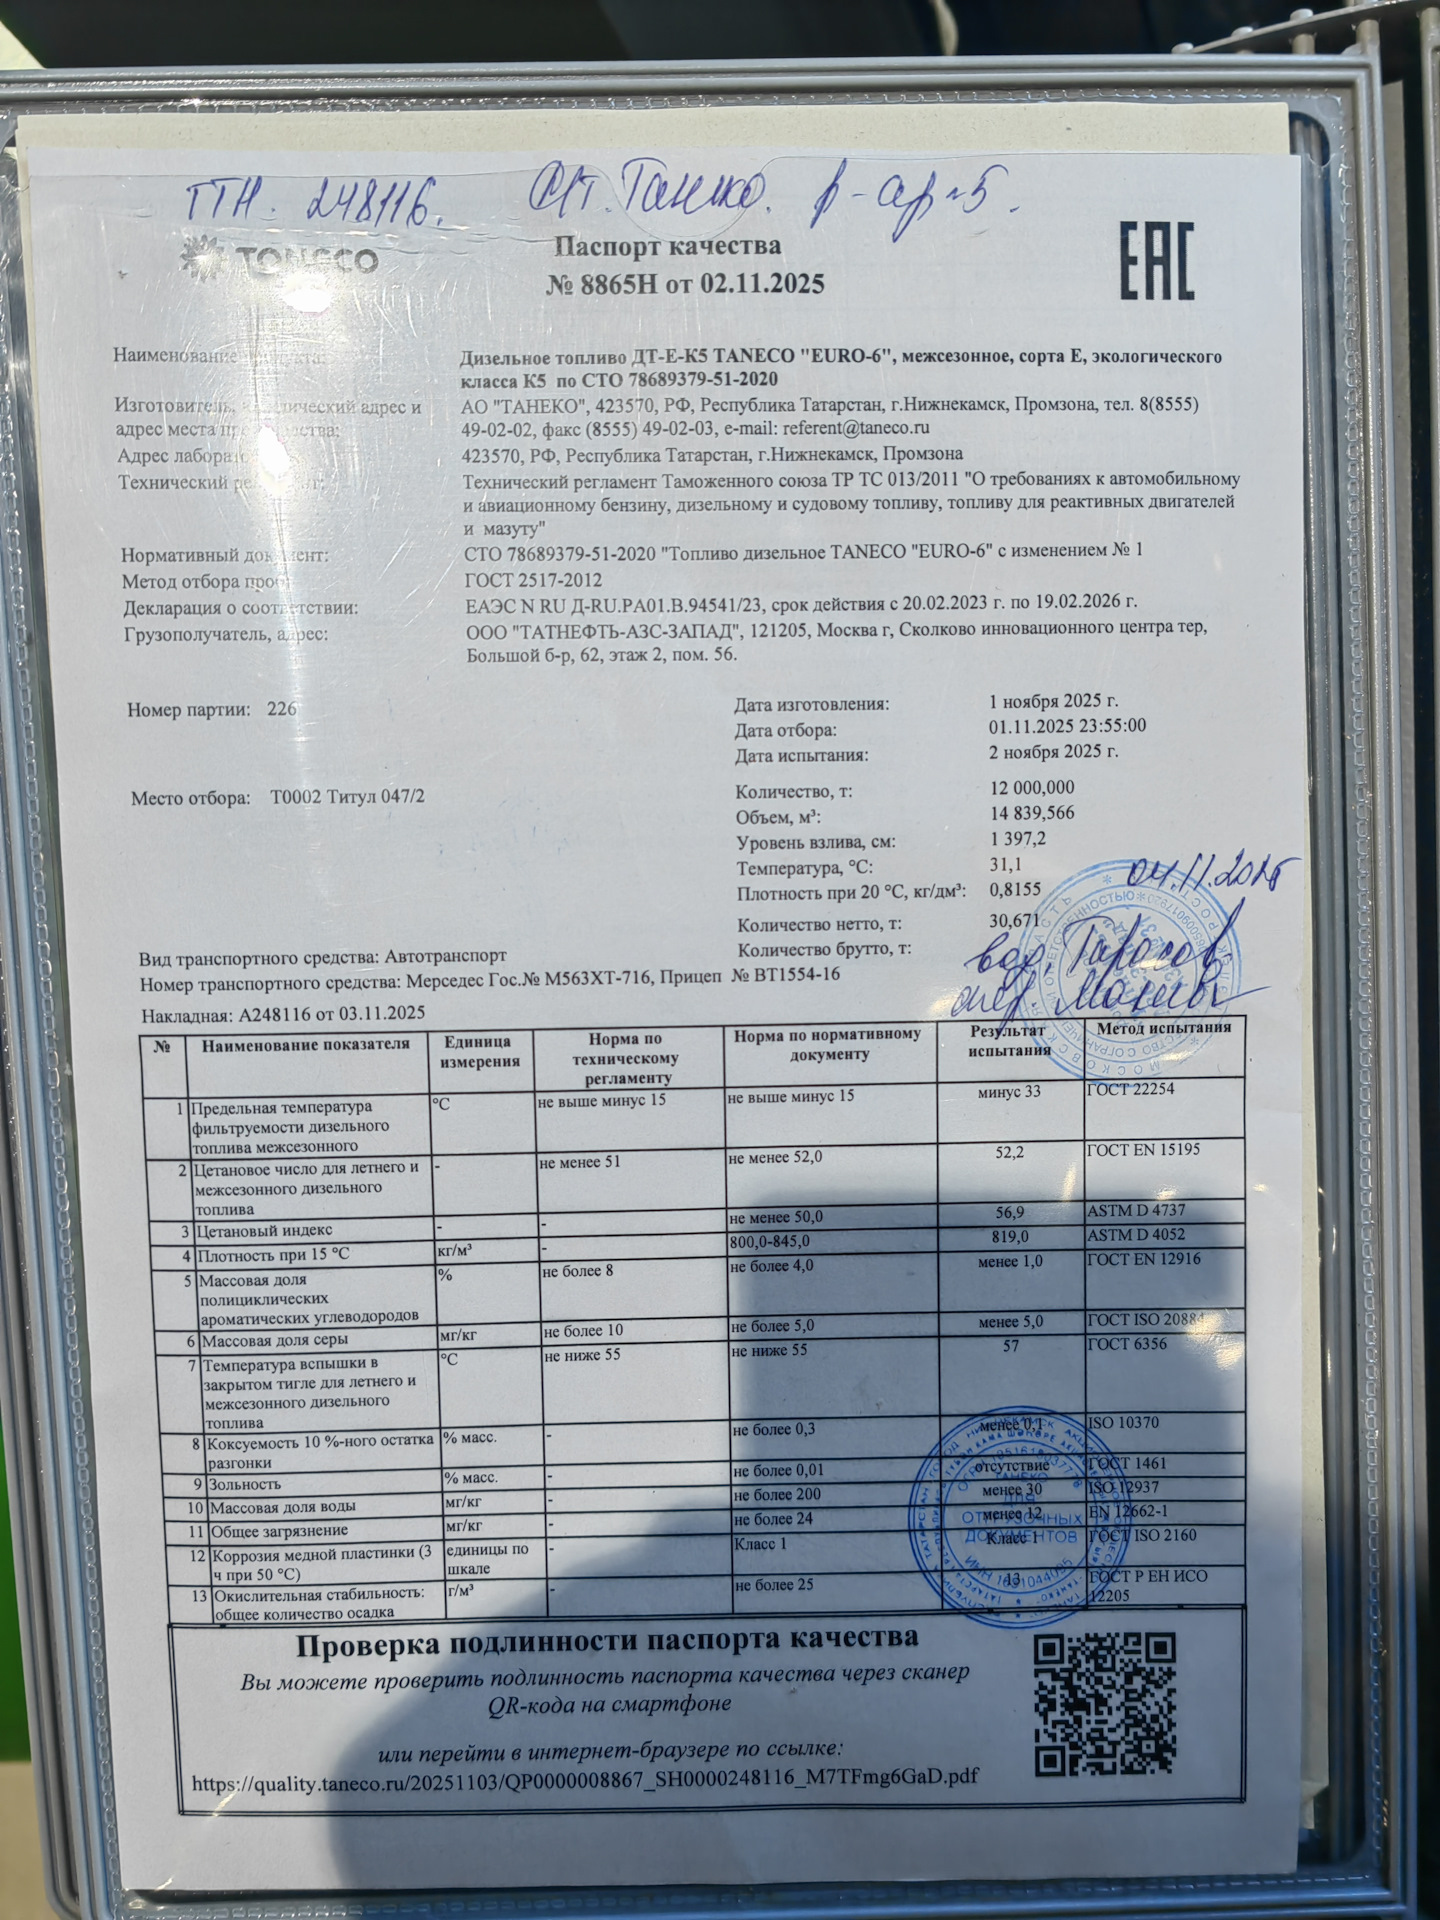 ТТН. 248116. Танеко. р-ар 5.
TANECO
Паспорт качества
№ 8865Н от 02.11.2025
ЕАС
Наименование продукта: Дизельное топливо ДТ-Е-К5 TANECO "EURO-6", межсезонное, сорта Е, экологического
класса К5 по СТО 78689379-51-2020
Изготовитель, юридический адрес и АО "ТАНЕКО", 423570, РФ, Республика Татарстан, г.Нижнекамск, Промзона, тел. 8(8555)
адрес места производства: 49-02-02, факс (8555) 49-02-03, e-mail: referent@taneco.ru
Адрес 423570, РФ, Республика Татарстан, г.Нижнекамск, Промзона
Технический регламент: Технический регламент Таможенного союза ТР ТС 013/2011 "О требованиях к автомобильному
и авиационному бензину, дизельному и судовому топливу, топливу для реактивных двигателей
и мазуту"
Нормативный документ: СТО 78689379-51-2020 "Топливо дизельное TANECO "EURO-6" с изменением № 1
Метод отбора проб ГОСТ 2517-2012
Декларация о соответствии: ЕАЭС N RU Д-RU.РА01.В.94541/23, срок действия с 20.02.2023 г. по 19.02.2026 г.
Грузополучатель, адрес: ООО "ТАТНЕФТЬ-АЗС-ЗАПАД", 121205, Москва г, Сколково инновационного центра тер,
Большой б-р, 62, этаж 2, пом. 56.
Номер партии: 226
Дата изготовления: 1 ноября 2025 г.
Дата отбора: 01.11.2025 23:55:00
Дата испытания: 2 ноября 2025 г.
Место отбора: Т0002 Титул 047/2
Количество, т: 12 000,000
Объем, м³: 14 839,566
Уровень взлива, см: 1 397,2
Температура, °С: 31,1
Плотность при 20 °С, кг/дм³: 0,8155
04.11.2025
Количество нетто, т: 30,671
Количество брутто, т:
вод. Тарасов
опер.
Вид транспортного средства: Автотранспорт
Номер транспортного средства: Мерседес Гос.№ М563ХТ-716, Прицеп № ВТ1554-16
Накладная: А248116 от 03.11.2025
№ Наименование показателя Единица измерения Норма по техническому регламенту Норма по нормативному документу Результат испытания Метод испытания
1 Предельная температура фильтруемости дизельного топлива межсезонного °С не выше минус 15 не выше минус 15 минус 33 ГОСТ 22254
2 Цетановое число для летнего и межсезонного дизельного топлива - не менее 51 не менее 52,0 52,2 ГОСТ EN 15195
3 Цетановый индекс - - не менее 50,0 56,9 ASTM D 4737
4 Плотность при 15 °С кг/м³ - 800,0-845,0 819,0 ASTM D 4052
5 Массовая доля полициклических ароматических углеводородов % не более 8 не более 4,0 менее 1,0 ГОСТ EN 12916
6 Массовая доля серы мг/кг не более 10 не более 5,0 менее 5,0 ГОСТ ISO 20884
7 Температура вспышки в закрытом тигле для летнего и межсезонного дизельного топлива °С не ниже 55 не ниже 55 57 ГОСТ 6356
8 Коксуемость 10 %-ного остатка разгонки % масс. - не более 0,3 менее 0,1 ISO 10370
9 Зольность % масс. - не более 0,01 отсутствие ГОСТ 1461
10 Массовая доля воды мг/кг - не более 200 менее 30 ISO 12937
11 Общее загрязнение мг/кг - не более 24 менее 12 EN 12662-1
12 Коррозия медной пластинки (3 ч при 50 °С) единицы по шкале - Класс 1 Класс 1 ГОСТ ISO 2160
13 Окислительная стабильность: общее количество осадка г/м³ - не более 25 13 ГОСТ Р ЕН ИСО 12205
ТАНЕКО
ДЛЯ
ОТГРУЗОЧНЫХ
ДОКУМЕНТОВ
Проверка подлинности паспорта качества
Вы можете проверить подлинность паспорта качества через сканер
QR-кода на смартфоне
или перейти в интернет-браузере по ссылке:
https://quality.taneco.ru/20251103/QP0000008867_SH0000248116_M7TFmg6GaD.pdf